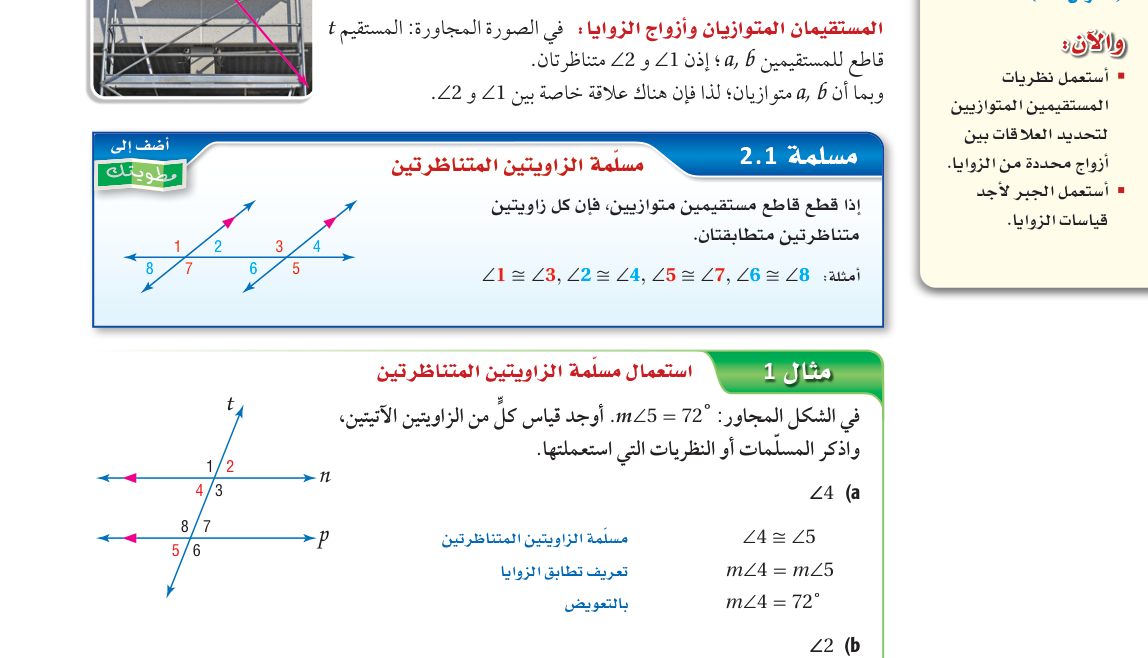 والآن:
▪ أستعمل نظريات
المستقيمين المتوازيين
لتحديد العلاقات بين
أزواج محددة من الزوايا.
▪ أستعمل الجبر لأجد
قياسات الزوايا.
المستقيمان المتوازيان وأزواج الزوايا: في الصورة المجاورة: المستقيم t
قاطع للمستقيمين a, b ؛ إذن ∠1 و ∠2 متناظرتان.
وبما أن a, b متوازيان؛ لذا فإن هناك علاقة خاصة بين ∠1 و ∠2.
مسلمة 2.1
مسلّمة الزاويتين المتناظرتين
أضف إلى
مطويتك
إذا قطع قاطع مستقيمين متوازيين، فإن كل زاويتين
متناظرتين متطابقتان.
أمثلة: ∠1 ≅ ∠3, ∠2 ≅ ∠4, ∠5 ≅ ∠7, ∠6 ≅ ∠8
1 2 3 4
8 7 6 5
مثال 1
استعمال مسلّمة الزاويتين المتناظرتين
في الشكل المجاور: m∠5 = 72°. أوجد قياس كلٍّ من الزاويتين الآتيتين،
واذكر المسلّمات أو النظريات التي استعملتها.
t
1 2
n
4 3
8 7
p
5 6
a) ∠4
∠4 ≅ ∠5 مسلّمة الزاويتين المتناظرتين
m∠4 = m∠5 تعريف تطابق الزوايا
m∠4 = 72° بالتعويض
b) ∠2